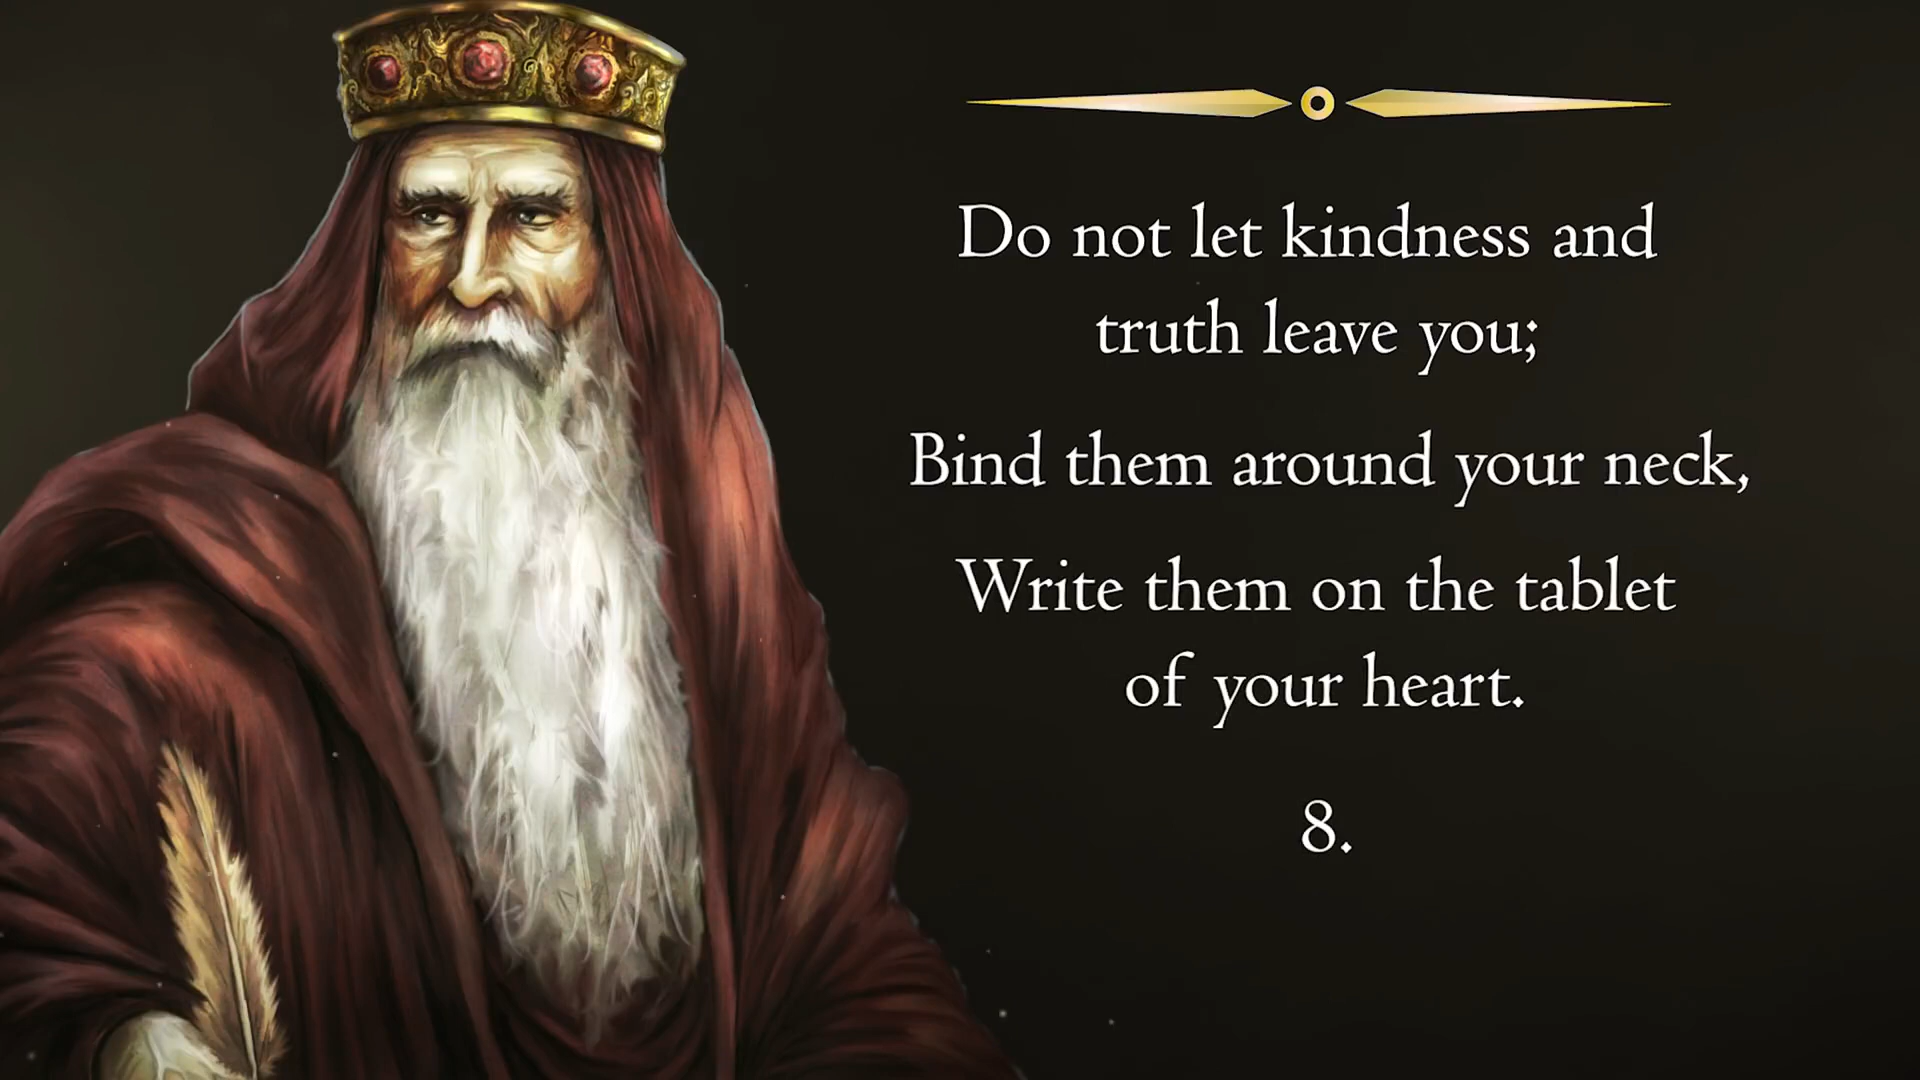 Do not let kindness and
truth leave you;
Bind them around your neck,
Write them on the tablet
of your heart.
8.